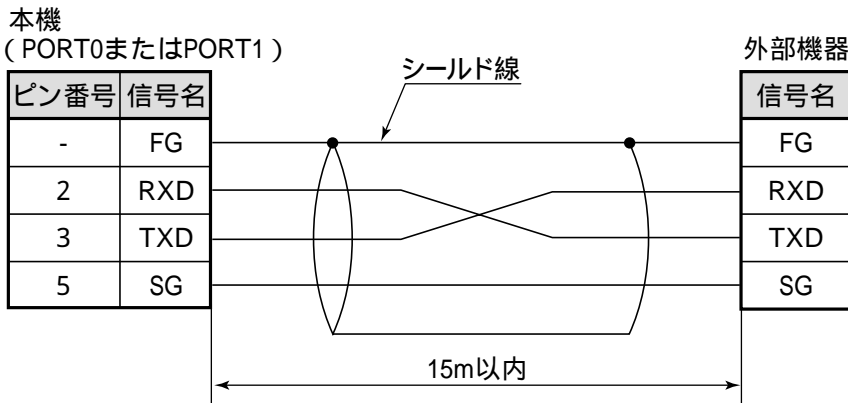 本機
（PORT0またはPORT1）
外部機器
シールド線
ピン番号 信号名
信号名
- FG
FG
2 RXD
RXD
3 TXD
TXD
5 SG
SG
15m以内